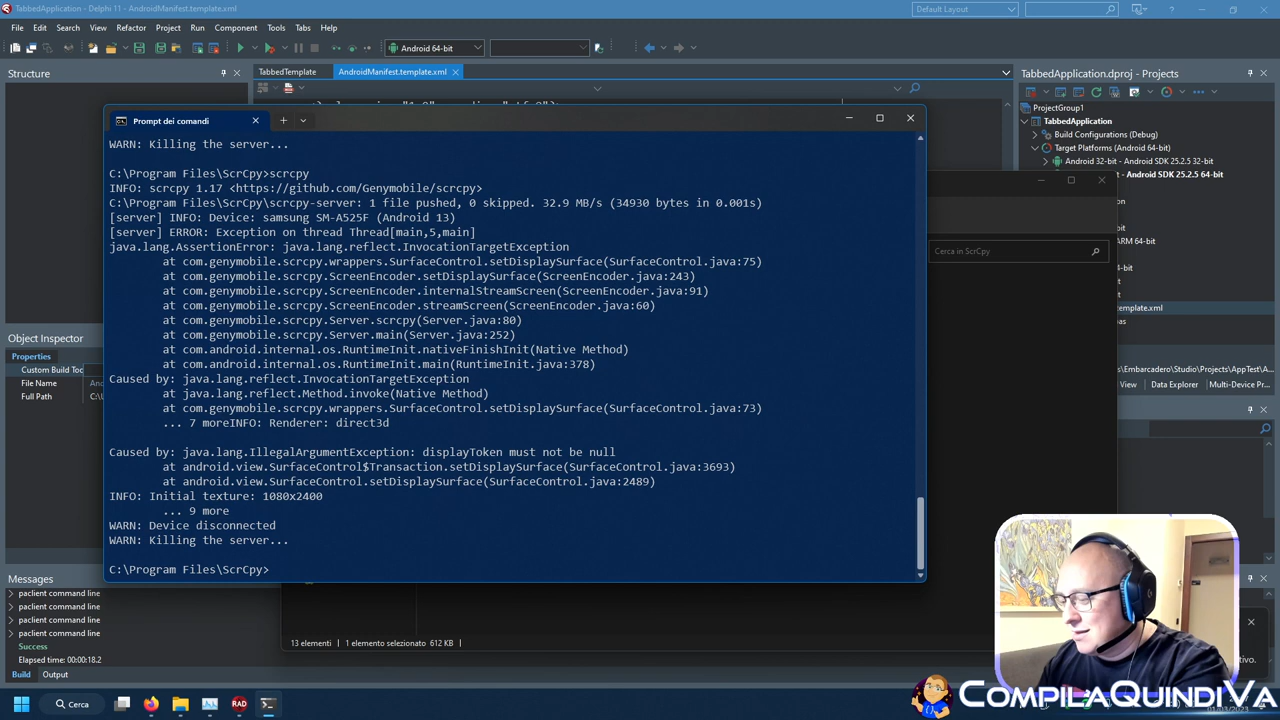 TabbedApplication - Delphi 11 - AndroidManifest.template.xml
Default Layout
File Edit Search View Refactor Project Run Component Tools Tabs Help
Android 64-bit
Structure
TabbedTemplate AndroidManifest.template.xml
TabbedApplication.dproj - Projects
ProjectGroup1
TabbedApplication
Build Configurations (Debug)
Target Platforms (Android 64-bit)
Android 32-bit - Android SDK 25.2.5 32-bit
- Android SDK 25.2.5 64-bit
ARM 64-bit
template.xml
Prompt dei comandi
WARN: Killing the server...
C:\Program Files\ScrCpy>scrcpy
INFO: scrcpy 1.17 <https://github.com/Genymobile/scrcpy>
C:\Program Files\ScrCpy\scrcpy-server: 1 file pushed, 0 skipped. 32.9 MB/s (34930 bytes in 0.001s)
[server] INFO: Device: samsung SM-A525F (Android 13)
[server] ERROR: Exception on thread Thread[main,5,main]
java.lang.AssertionError: java.lang.reflect.InvocationTargetException
at com.genymobile.scrcpy.wrappers.SurfaceControl.setDisplaySurface(SurfaceControl.java:75)
at com.genymobile.scrcpy.ScreenEncoder.setDisplaySurface(ScreenEncoder.java:243)
at com.genymobile.scrcpy.ScreenEncoder.internalStreamScreen(ScreenEncoder.java:91)
at com.genymobile.scrcpy.ScreenEncoder.streamScreen(ScreenEncoder.java:60)
at com.genymobile.scrcpy.Server.scrcpy(Server.java:80)
at com.genymobile.scrcpy.Server.main(Server.java:252)
at com.android.internal.os.RuntimeInit.nativeFinishInit(Native Method)
at com.android.internal.os.RuntimeInit.main(RuntimeInit.java:378)
Caused by: java.lang.reflect.InvocationTargetException
at java.lang.reflect.Method.invoke(Native Method)
at com.genymobile.scrcpy.wrappers.SurfaceControl.setDisplaySurface(SurfaceControl.java:73)
... 7 moreINFO: Renderer: direct3d
Caused by: java.lang.IllegalArgumentException: displayToken must not be null
at android.view.SurfaceControl$Transaction.setDisplaySurface(SurfaceControl.java:3693)
at android.view.SurfaceControl.setDisplaySurface(SurfaceControl.java:2489)
INFO: Initial texture: 1080x2400
... 9 more
WARN: Device disconnected
WARN: Killing the server...
C:\Program Files\ScrCpy>
Cerca in ScrCpy
Object Inspector
Properties
Custom Build Toc
File Name
Full Path C:\U
s\Embarcadero\Studio\Projects\AppTest\A...
View Data Explorer Multi-Device Pr...
Messages
paclient command line
paclient command line
paclient command line
paclient command line
Success
Elapsed time: 00:00:18.2
Build Output
13 elementi 1 elemento selezionato 612 KB
Cerca
RAD
CompilaQuindiVa